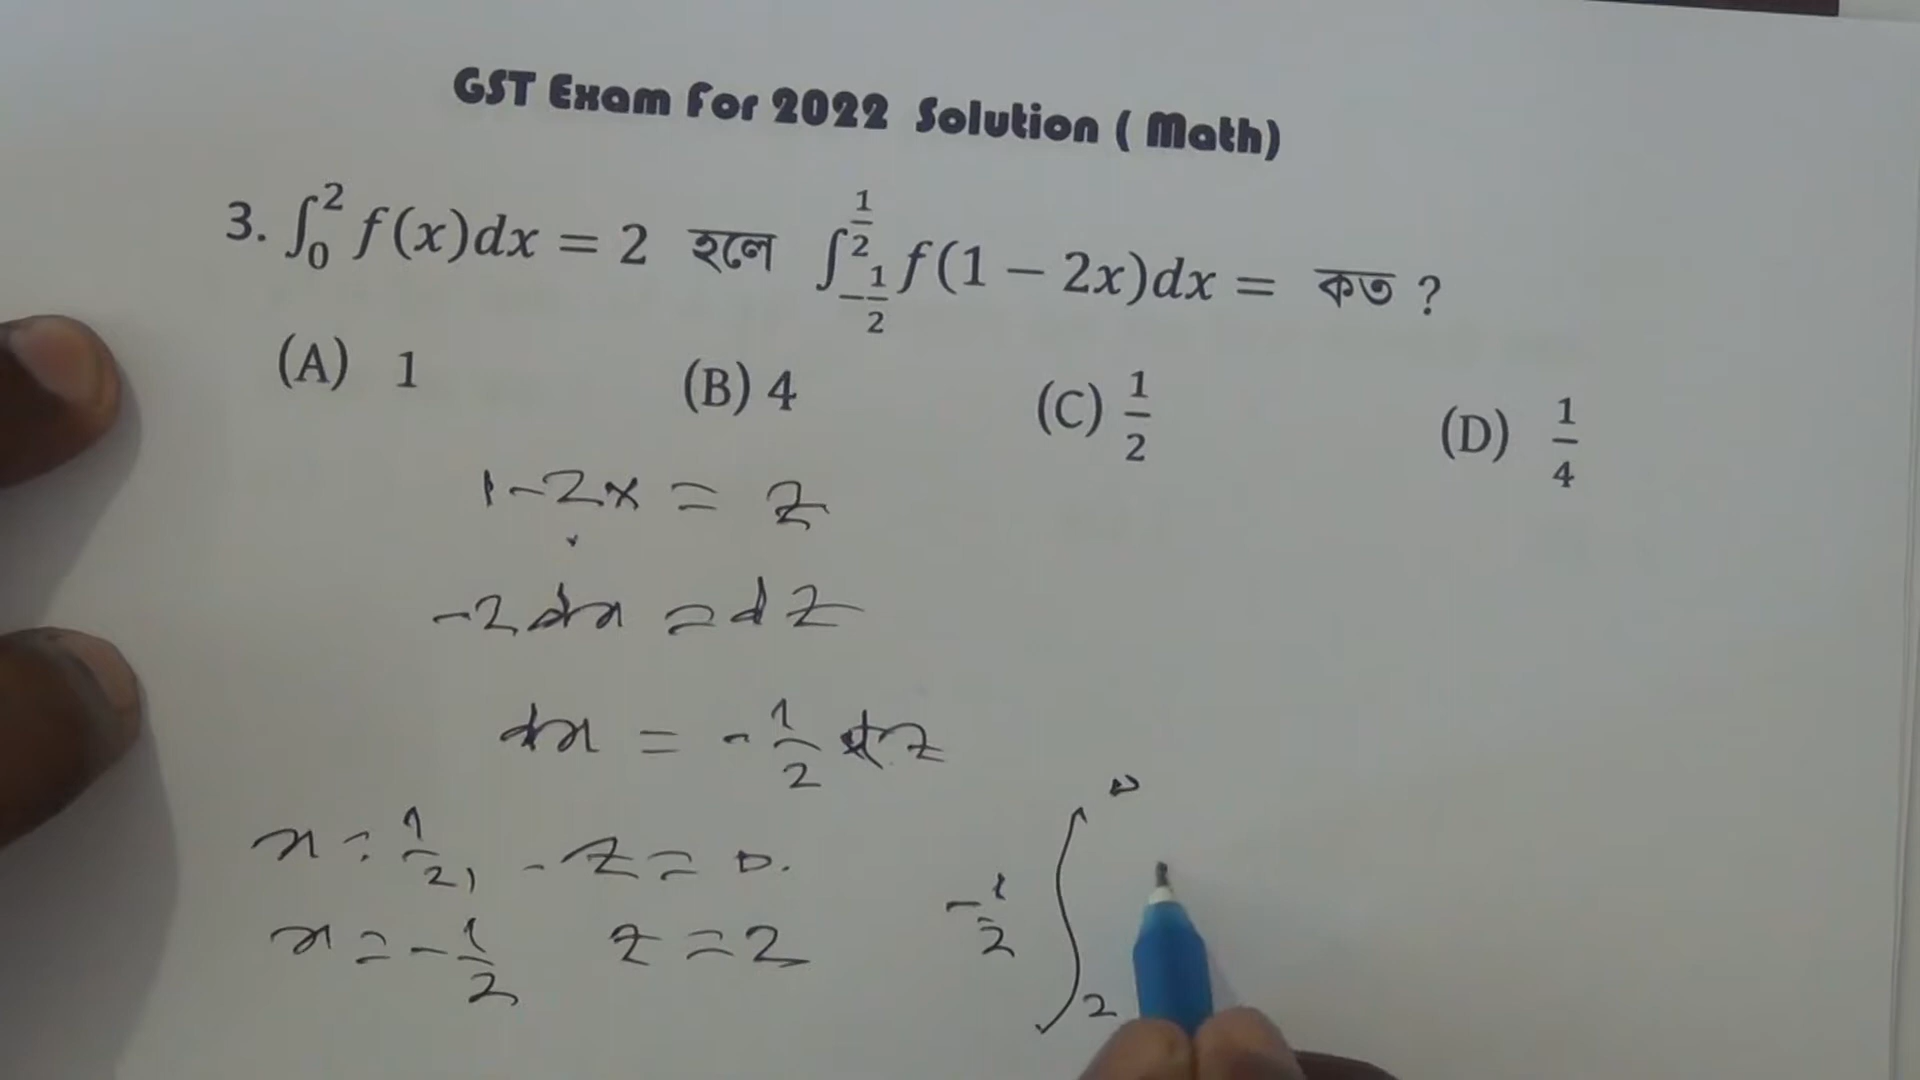 GST Exam For 2022 Solution ( Math)
3. ∫₀² f(x)dx = 2 হলে ∫_{-1/2}^{1/2} f(1 − 2x)dx = কত ?
(A) 1 (B) 4 (C) 1/2 (D) 1/4
1-2x = z
-2dx = dz
dx = -1/2 dz
x = 1/2, z = 0.
x = -1/2 z = 2
-1/2 ∫₂⁰